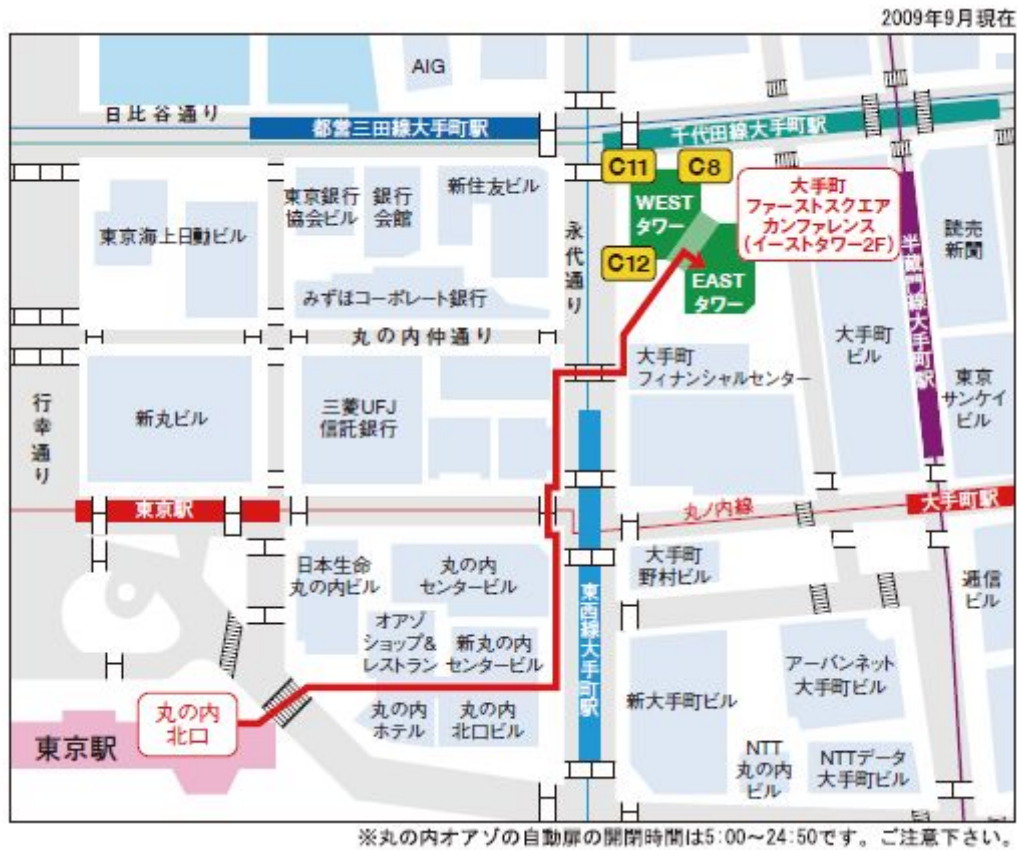 2009年9月現在
AIG
日比谷通り
都営三田線大手町駅
千代田線大手町駅
C11
C8
東京海上日動ビル
東京銀行
協会ビル
銀行
会館
新住友ビル
永代通り
WEST
タワー
大手町
ファーストスクエア
カンファレンス
(イーストタワー2F)
読売
新聞
半蔵門線大手町駅
C12
EAST
タワー
みずほコーポレート銀行
丸の内仲通り
大手町
フィナンシャルセンター
大手町
ビル
東京
サンケイ
ビル
行幸通り
新丸ビル
三菱UFJ
信託銀行
東京駅
丸ノ内線
大手町駅
日本生命
丸の内ビル
丸の内
センタービル
大手町
野村ビル
逓信
ビル
東西線大手町駅
オアゾ
ショップ&
レストラン
新丸の内
センタービル
アーバンネット
大手町ビル
新大手町ビル
丸の内
北口
東京駅
丸の内
ホテル
丸の内
北口ビル
NTT
丸の内
ビル
NTTデータ
大手町ビル
※丸の内オアゾの自動扉の開閉時間は5:00〜24:50です。ご注意下さい。